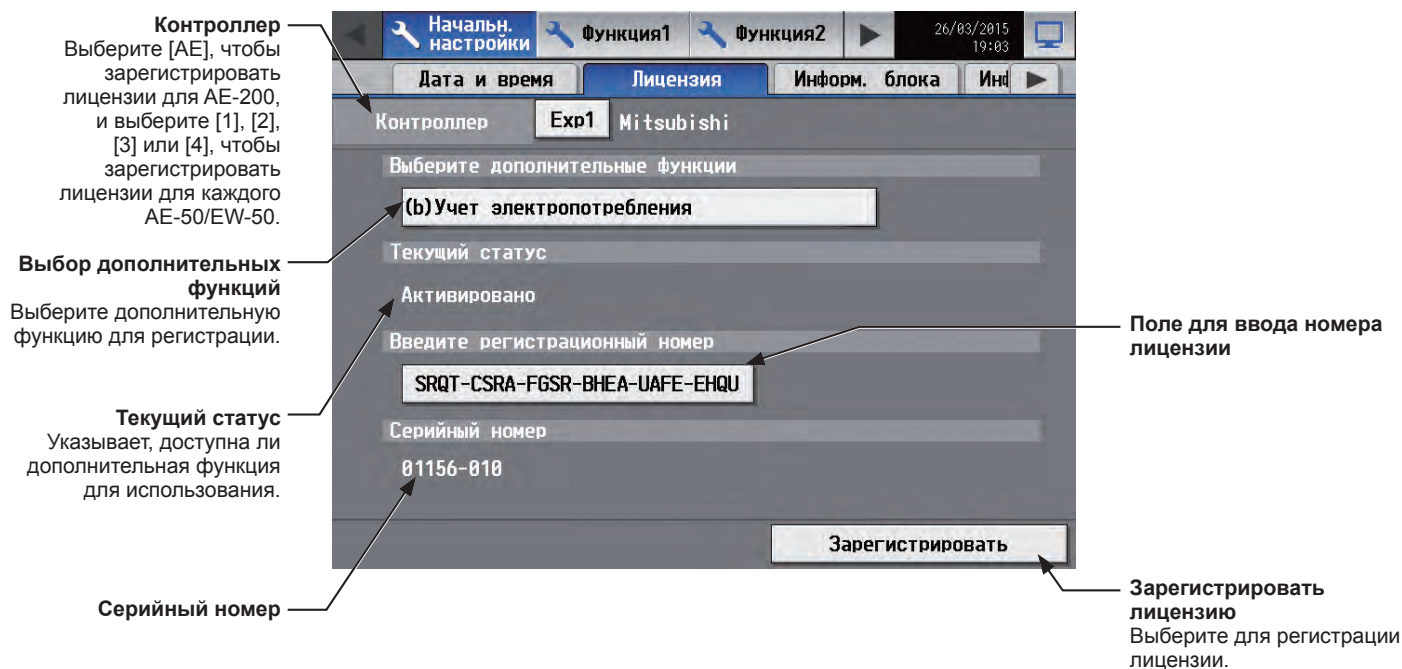 Контроллер
Выберите [AE], чтобы
зарегистрировать
лицензии для AE-200,
и выберите [1], [2],
[3] или [4], чтобы
зарегистрировать
лицензии для каждого
AE-50/EW-50.
Выбор дополнительных
функций
Выберите дополнительную
функцию для регистрации.
Текущий статус
Указывает, доступна ли
дополнительная функция
для использования.
Серийный номер
Начальн.
настройки
Функция1
Функция2
26/03/2015
19:03
Дата и время
Лицензия
Информ. блока
Инф
Контроллер
Exp1
Mitsubishi
Выберите дополнительные функции
(b)Учет электропотребления
Текущий статус
Активировано
Введите регистрационный номер
SRQT-CSRA-FGSR-BHEA-UAFE-EHQU
Серийный номер
01156-010
Зарегистрировать
Поле для ввода номера
лицензии
Зарегистрировать
лицензию
Выберите для регистрации
лицензии.